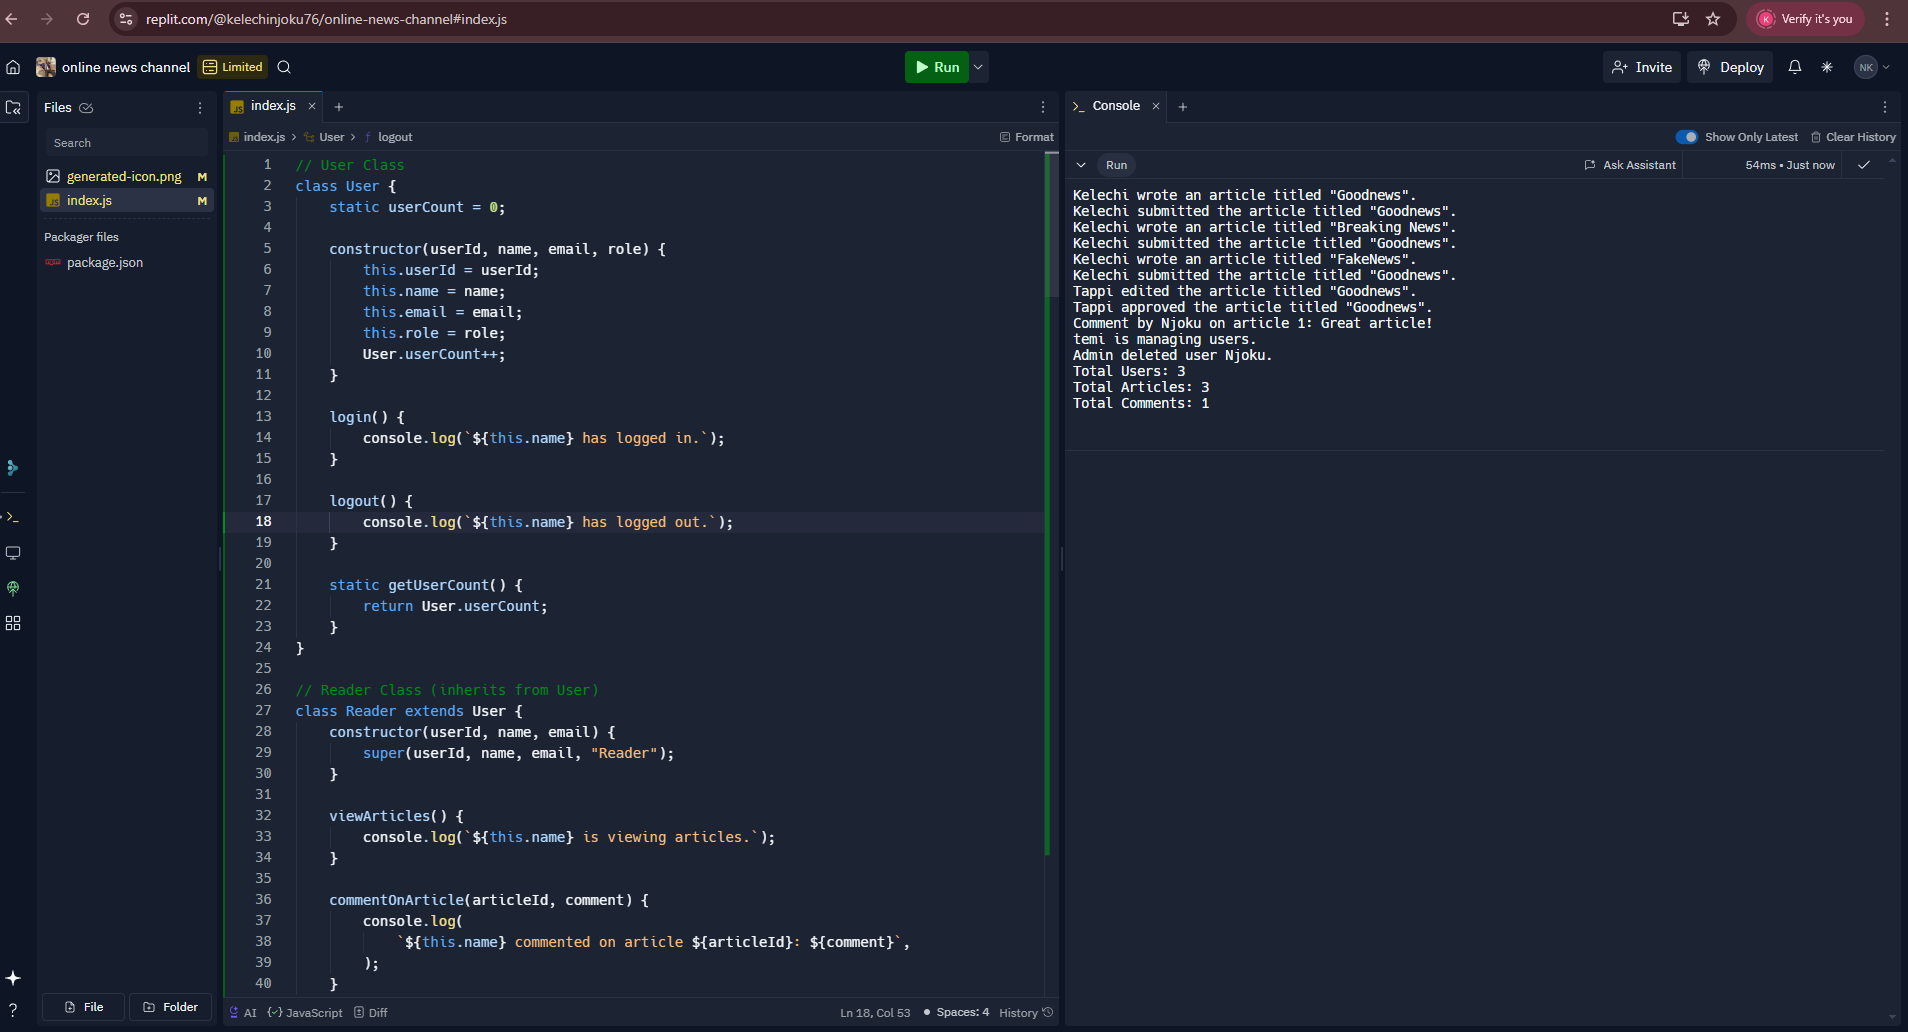 replit.com/@kelechinjoku76/online-news-channel#index.js
K
Verify it's you
online news channel
Limited
Run
Invite
Deploy
NK
Files
Search
generated-icon.png M
JS index.js M
Packager files
package.json
JS index.js
JS index.js > User > f logout
Format
1 // User Class
2 class User {
3 static userCount = 0;
4
5 constructor(userId, name, email, role) {
6 this.userId = userId;
7 this.name = name;
8 this.email = email;
9 this.role = role;
10 User.userCount++;
11 }
12
13 login() {
14 console.log(`${this.name} has logged in.`);
15 }
16
17 logout() {
18 console.log(`${this.name} has logged out.`);
19 }
20
21 static getUserCount() {
22 return User.userCount;
23 }
24 }
25
26 // Reader Class (inherits from User)
27 class Reader extends User {
28 constructor(userId, name, email) {
29 super(userId, name, email, "Reader");
30 }
31
32 viewArticles() {
33 console.log(`${this.name} is viewing articles.`);
34 }
35
36 commentOnArticle(articleId, comment) {
37 console.log(
38 `${this.name} commented on article ${articleId}: ${comment}`,
39 );
40 }
File
Folder
AI
JavaScript
Diff
Ln 18, Col 53
Spaces: 4
History
Console
Show Only Latest
Clear History
Run
Ask Assistant
54ms • Just now
Kelechi wrote an article titled "Goodnews".
Kelechi submitted the article titled "Goodnews".
Kelechi wrote an article titled "Breaking News".
Kelechi submitted the article titled "Goodnews".
Kelechi wrote an article titled "FakeNews".
Kelechi submitted the article titled "Goodnews".
Tappi edited the article titled "Goodnews".
Tappi approved the article titled "Goodnews".
Comment by Njoku on article 1: Great article!
temi is managing users.
Admin deleted user Njoku.
Total Users: 3
Total Articles: 3
Total Comments: 1